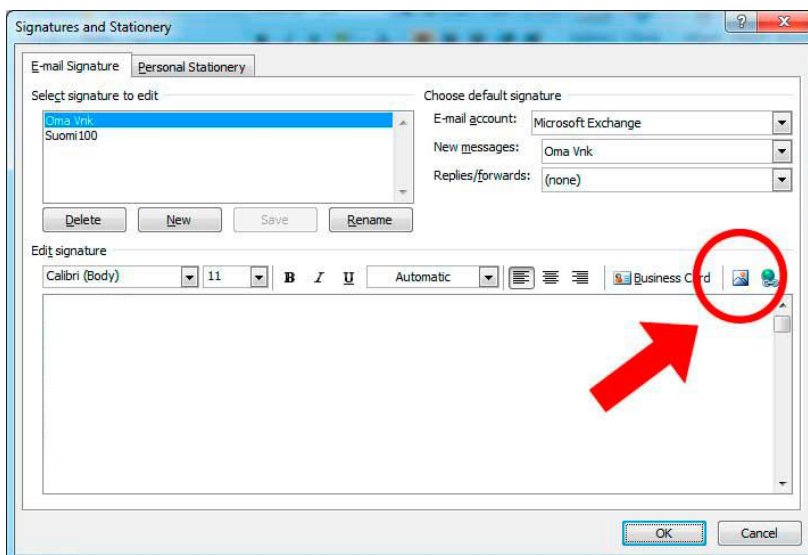 Signatures and Stationery
E-mail Signature
Personal Stationery
Select signature to edit
Oma Vnk
Suomi100
Delete
New
Save
Rename
Choose default signature
E-mail account: Microsoft Exchange
New messages: Oma Vnk
Replies/forwards: (none)
Edit signature
Calibri (Body) 11 B I U Automatic Business Card
OK
Cancel